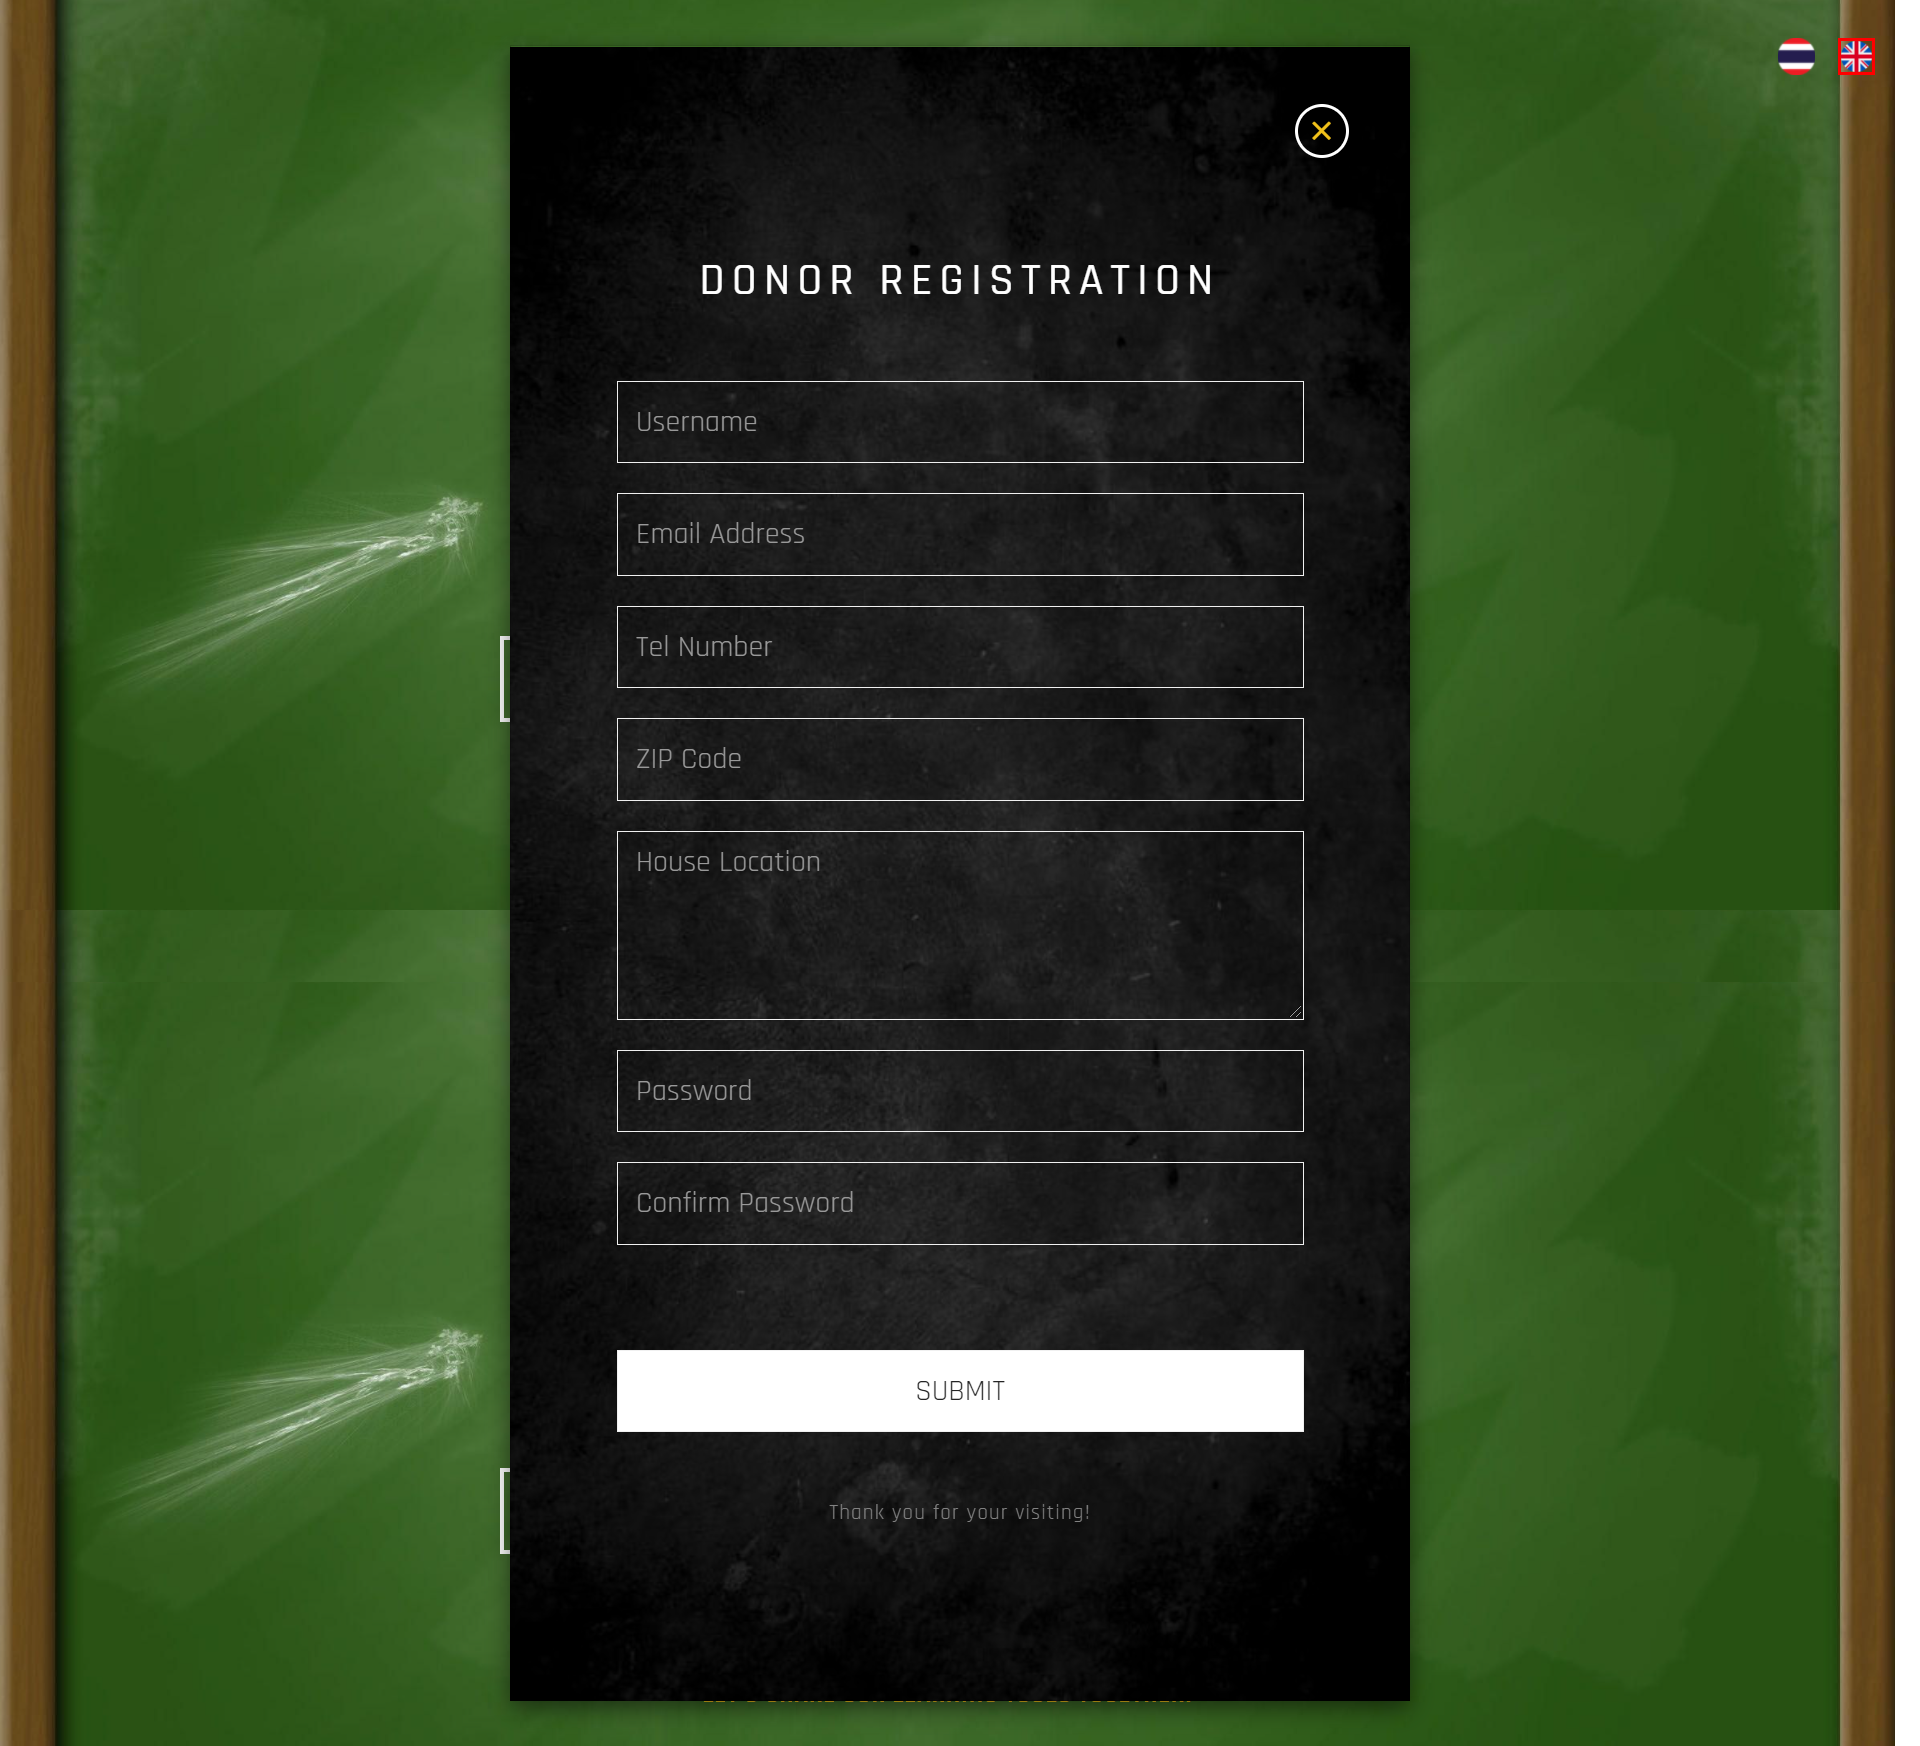 DONOR REGISTRATION
Username
Email Address
Tel Number
ZIP Code
House Location
Password
Confirm Password
SUBMIT
Thank you for your visiting!